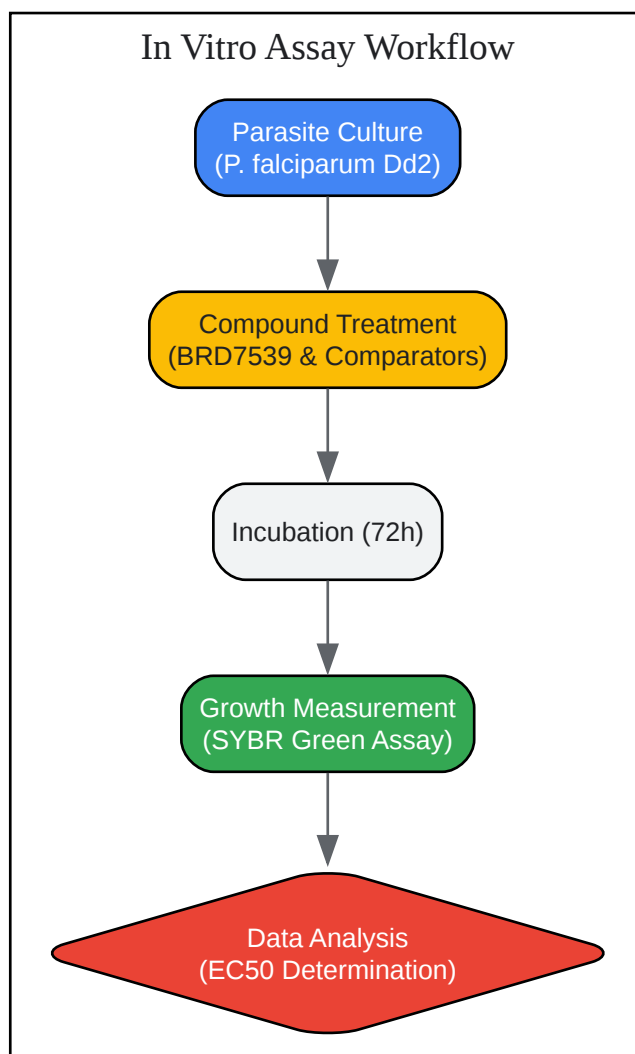 In Vitro Assay Workflow
Parasite Culture
(P. falciparum Dd2)
Compound Treatment
(BRD7539 & Comparators)
Incubation (72h)
Growth Measurement
(SYBR Green Assay)
Data Analysis
(EC50 Determination)